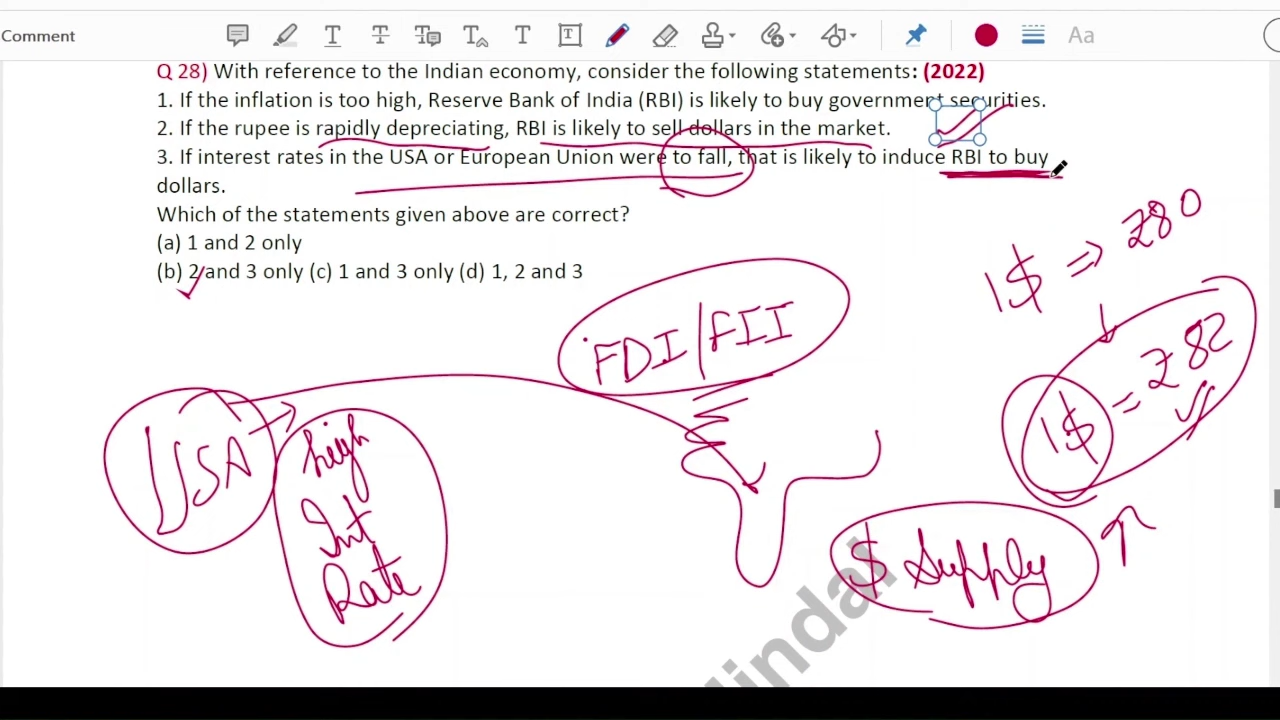 Comment
T T T T T T Aa
Q 28) With reference to the Indian economy, consider the following statements: (2022)
1. If the inflation is too high, Reserve Bank of India (RBI) is likely to buy government securities.
2. If the rupee is rapidly depreciating, RBI is likely to sell dollars in the market.
3. If interest rates in the USA or European Union were to fall, that is likely to induce RBI to buy
dollars.
Which of the statements given above are correct?
(a) 1 and 2 only
(b) 2 and 3 only (c) 1 and 3 only (d) 1, 2 and 3
1$ ⇒ ₹80
FDI/FII
1$ = ₹82
USA → high
Int
Rate
$ Supply ↑